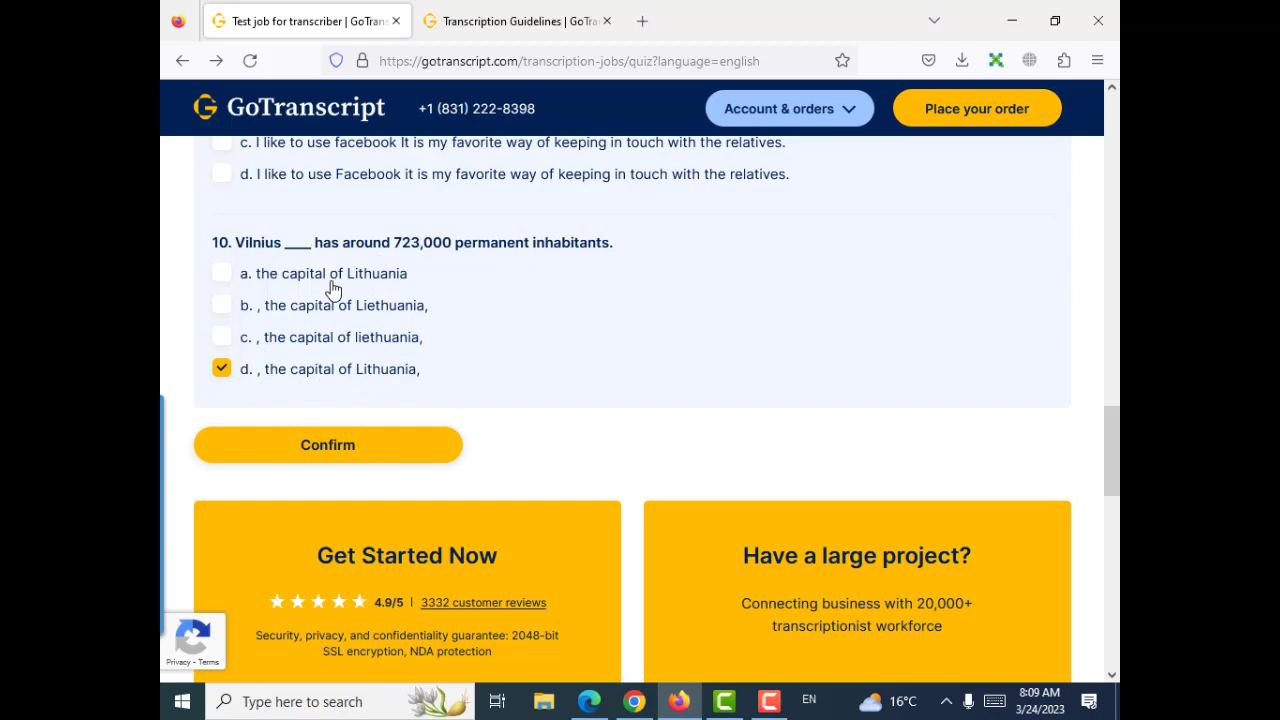 Test job for transcriber | GoTrans
Transcription Guidelines | GoTra
https://gotranscript.com/transcription-jobs/quiz?language=english
GoTranscript
+1 (831) 222-8398
Account & orders
Place your order
c. I like to use facebook It is my favorite way of keeping in touch with the relatives.
d. I like to use Facebook it is my favorite way of keeping in touch with the relatives.
10. Vilnius ____ has around 723,000 permanent inhabitants.
a. the capital of Lithuania
b. , the capital of Liethuania,
c. , the capital of liethuania,
d. , the capital of Lithuania,
Confirm
Get Started Now
4.9/5 | 3332 customer reviews
Security, privacy, and confidentiality guarantee: 2048-bit
SSL encryption, NDA protection
Have a large project?
Connecting business with 20,000+
transcriptionist workforce
Privacy - Terms
Type here to search
EN
16°C
8:09 AM
3/24/2023